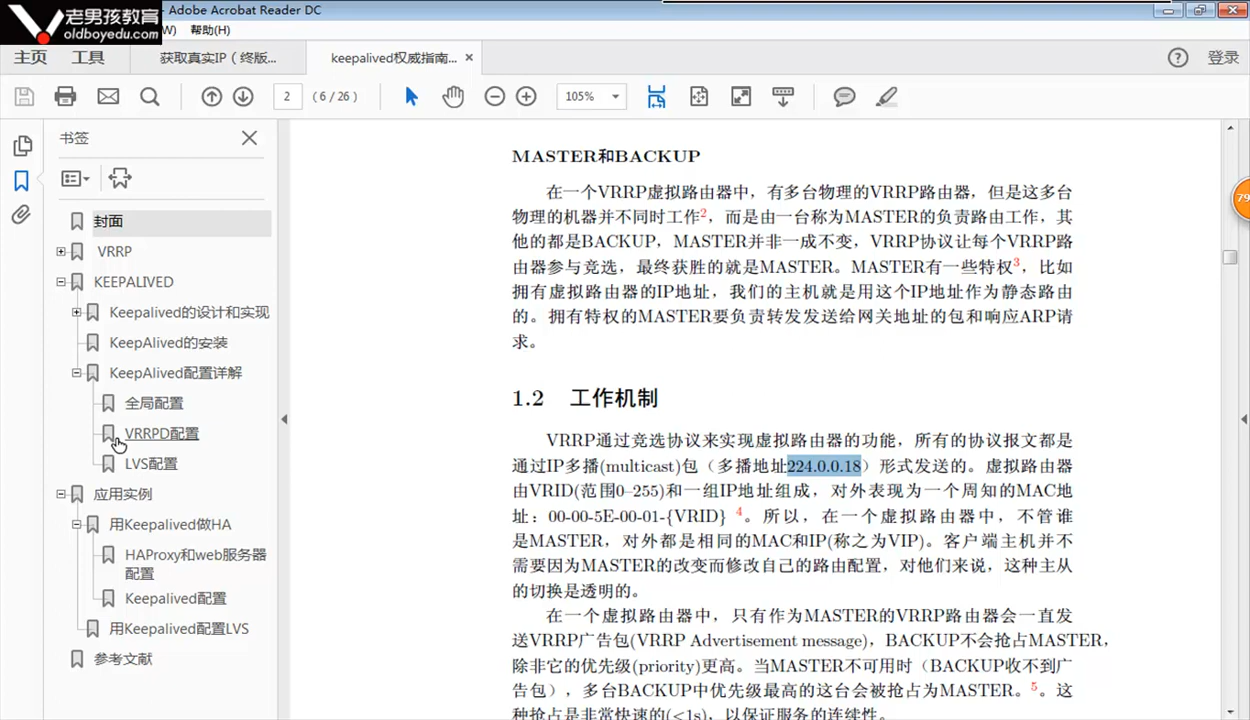 老男孩教育
oldboyedu.com
- Adobe Acrobat Reader DC
W) 帮助(H)
主页 工具 获取真实IP（终版... keepalived权威指南... × 登录
2 (6 / 26) 105%
79
书签
封面
VRRP
KEEPALIVED
Keepalived的设计和实现
KeepAlived的安装
KeepAlived配置详解
全局配置
VRRPD配置
LVS配置
应用实例
用Keepalived做HA
HAProxy和web服务器
配置
Keepalived配置
用Keepalived配置LVS
参考文献
MASTER和BACKUP
在一个VRRP虚拟路由器中，有多台物理的VRRP路由器，但是这多台
物理的机器并不同时工作2，而是由一台称为MASTER的负责路由工作，其
他的都是BACKUP，MASTER并非一成不变，VRRP协议让每个VRRP路
由器参与竞选，最终获胜的就是MASTER。MASTER有一些特权3，比如
拥有虚拟路由器的IP地址，我们的主机就是用这个IP地址作为静态路由
的。拥有特权的MASTER要负责转发发送给网关地址的包和响应ARP请
求。
1.2 工作机制
VRRP通过竞选协议来实现虚拟路由器的功能，所有的协议报文都是
通过IP多播(multicast)包（多播地址224.0.0.18）形式发送的。虚拟路由器
由VRID(范围0–255)和一组IP地址组成，对外表现为一个周知的MAC地
址：00-00-5E-00-01-{VRID} 4。所以，在一个虚拟路由器中，不管谁
是MASTER，对外都是相同的MAC和IP(称之为VIP)。客户端主机并不
需要因为MASTER的改变而修改自己的路由配置，对他们来说，这种主从
的切换是透明的。
在一个虚拟路由器中，只有作为MASTER的VRRP路由器会一直发
送VRRP广告包(VRRP Advertisement message)，BACKUP不会抢占MASTER，
除非它的优先级(priority)更高。当MASTER不可用时（BACKUP收不到广
告包），多台BACKUP中优先级最高的这台会被抢占为MASTER。5。这
种抢占是非常快速的(<1s)，以保证服务的连续性。